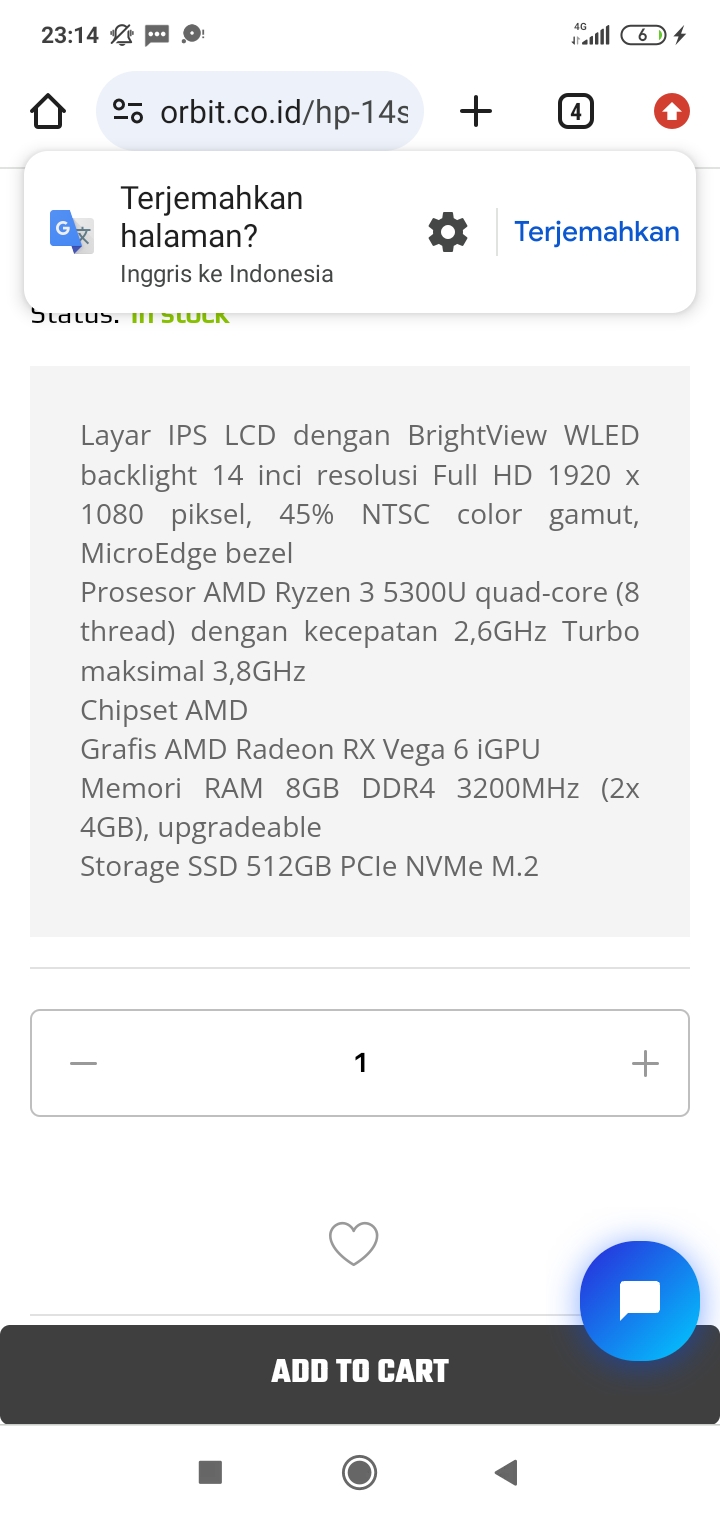 23:14
4G
6
orbit.co.id/hp-14s
4
Terjemahkan
halaman?
Terjemahkan
Inggris ke Indonesia
Status: In stock
Layar IPS LCD dengan BrightView WLED
backlight 14 inci resolusi Full HD 1920 x
1080 piksel, 45% NTSC color gamut,
MicroEdge bezel
Prosesor AMD Ryzen 3 5300U quad-core (8
thread) dengan kecepatan 2,6GHz Turbo
maksimal 3,8GHz
Chipset AMD
Grafis AMD Radeon RX Vega 6 iGPU
Memori RAM 8GB DDR4 3200MHz (2x
4GB), upgradeable
Storage SSD 512GB PCIe NVMe M.2
1
ADD TO CART